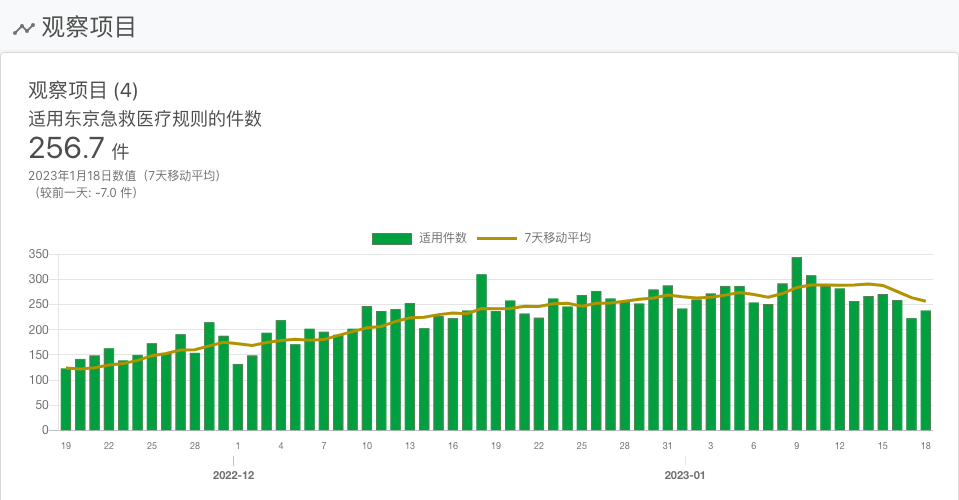 观察项目
观察项目 (4)
适用东京急救医疗规则的件数
256.7 件
2023年1月18日数值（7天移动平均）
（较前一天: -7.0 件）
适用件数 7天移动平均
350
300
250
200
150
100
50
0
19 22 25 28 1 4 7 10 13 16 19 22 25 28 31 3 6 9 12 15 18
2022-12 2023-01